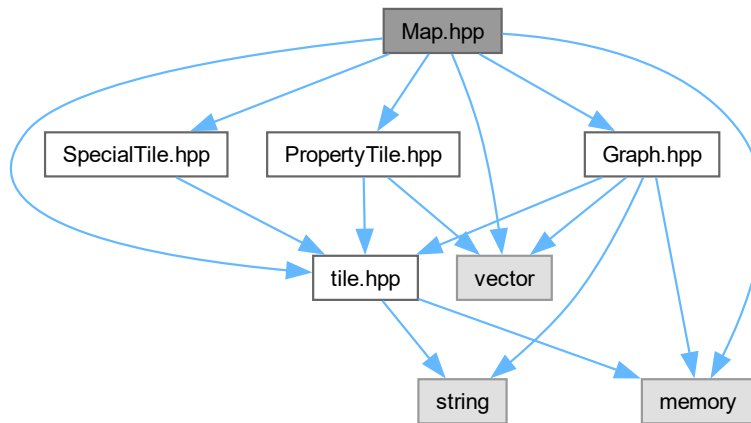 Map.hpp
SpecialTile.hpp
PropertyTile.hpp
Graph.hpp
tile.hpp
vector
string
memory